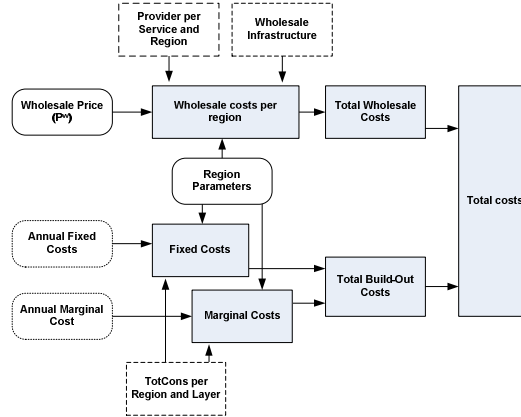 Provider per
Service and
Region
Wholesale
Infrastructure
Wholesale Price
(Pʷ)
Wholesale costs per
region
Total Wholesale
Costs
Region
Parameters
Total costs
Annual Fixed
Costs
Fixed Costs
Total Build-Out
Costs
Annual Marginal
Cost
Marginal Costs
TotCons per
Region and Layer